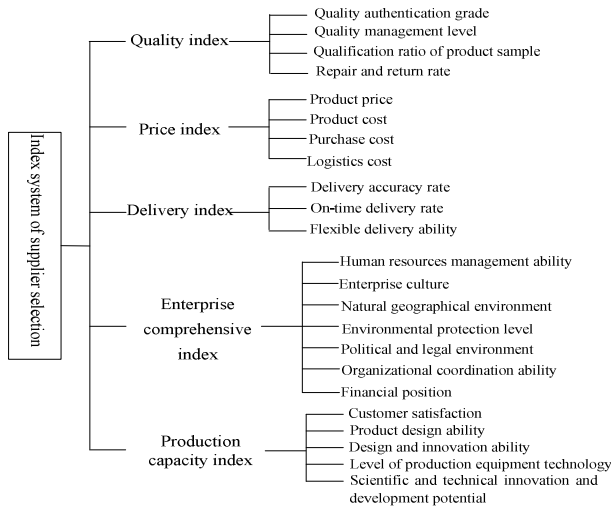 Index system of supplier selection
Quality index
Quality authentication grade
Quality management level
Qualification ratio of product sample
Repair and return rate
Price index
Product price
Product cost
Purchase cost
Logistics cost
Delivery index
Delivery accuracy rate
On-time delivery rate
Flexible delivery ability
Enterprise
comprehensive
index
Human resources management ability
Enterprise culture
Natural geographical environment
Environmental protection level
Political and legal environment
Organizational coordination ability
Financial position
Production
capacity index
Customer satisfaction
Product design ability
Design and innovation ability
Level of production equipment technology
Scientific and technical innovation and
development potential